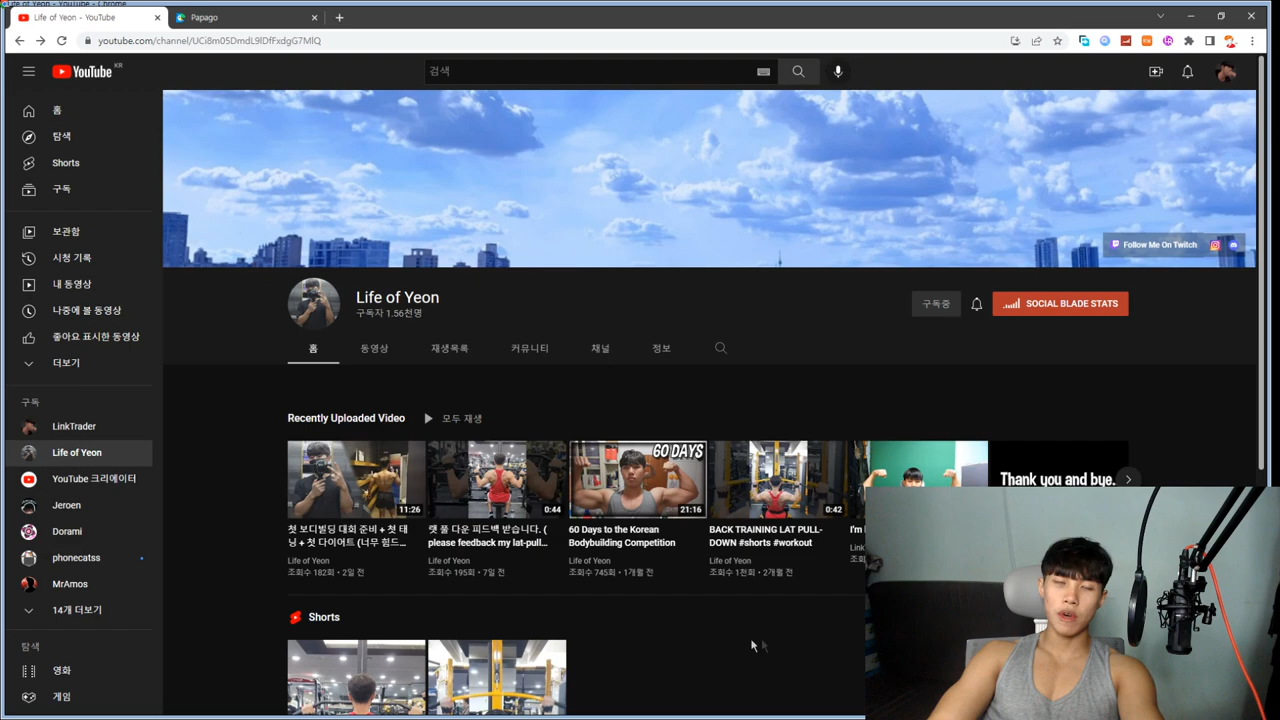 Life of Yeon - YouTube - Chrome
Life of Yeon - YouTube
Papago
youtube.com/channel/UCi8m05DmdL9lDfFxdgG7MlQ
YouTube KR
검색
홈
탐색
Shorts
구독
보관함
시청 기록
내 동영상
나중에 볼 동영상
좋아요 표시한 동영상
더보기
구독
LinkTrader
Life of Yeon
YouTube 크리에이터
Jeroen
Dorami
phonecatss
MrAmos
14개 더보기
탐색
영화
게임
Follow Me On Twitch
Life of Yeon
구독자 1.56천명
구독중
SOCIAL BLADE STATS
홈 동영상 재생목록 커뮤니티 채널 정보
Recently Uploaded Video
모두 재생
11:26
첫 보디빌딩 대회 준비 + 첫 태
닝 + 첫 다이어트 (너무 힘드...
Life of Yeon
조회수 182회 • 2일 전
0:44
랫 풀 다운 피드백 받습니다. (
please feedback my lat-pull...
Life of Yeon
조회수 195회 • 7일 전
60 DAYS
21:16
60 Days to the Korean
Bodybuilding Competition
Life of Yeon
조회수 745회 • 1개월 전
0:42
BACK TRAINING LAT PULL-
DOWN #shorts #workout
Life of Yeon
조회수 1천회 • 2개월 전
I'm
Link
조회
Thank you and bye.
Shorts